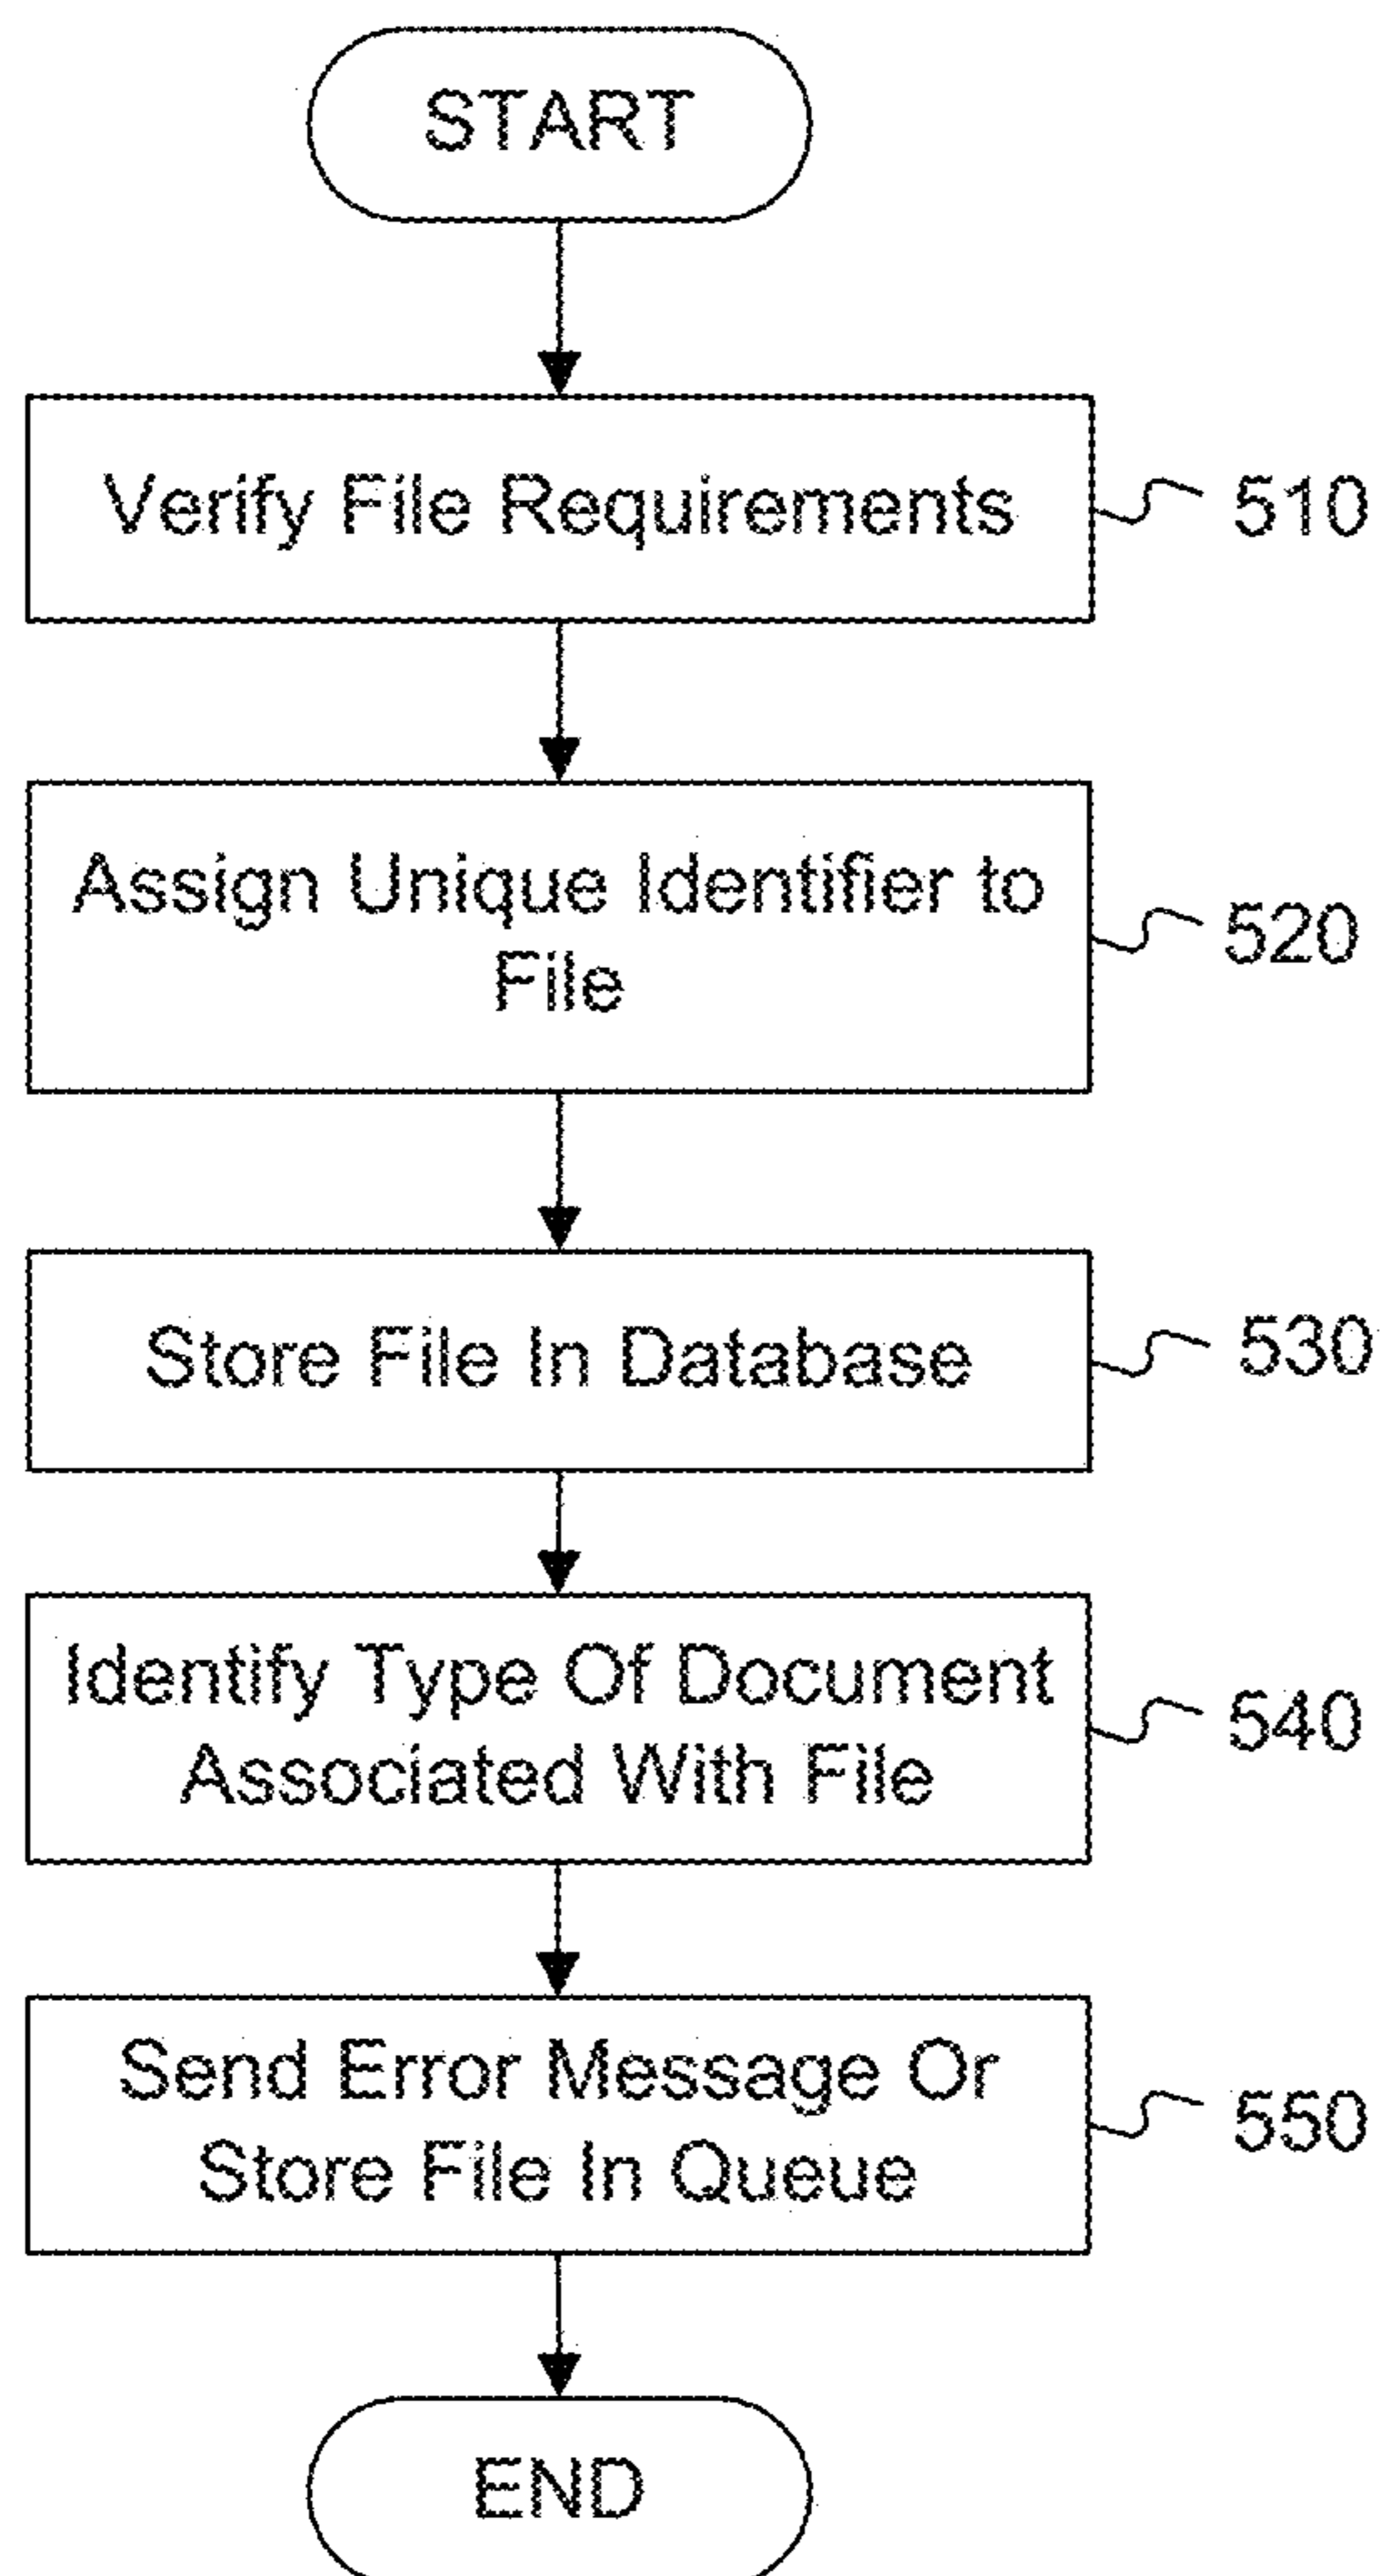 START
Verify File Requirements
510
Assign Unique Identifier to
File
520
Store File In Database
530
Identify Type Of Document
Associated With File
540
Send Error Message Or
Store File In Queue
550
END